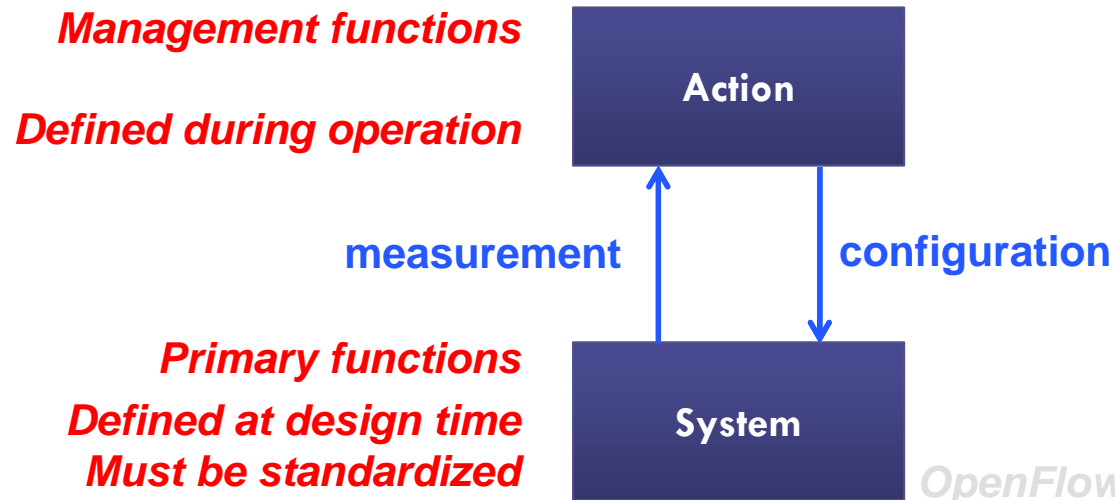 Management functions
Action
Defined during operation
measurement
configuration
Primary functions
Defined at design time
System
Must be standardized
OpenFlow